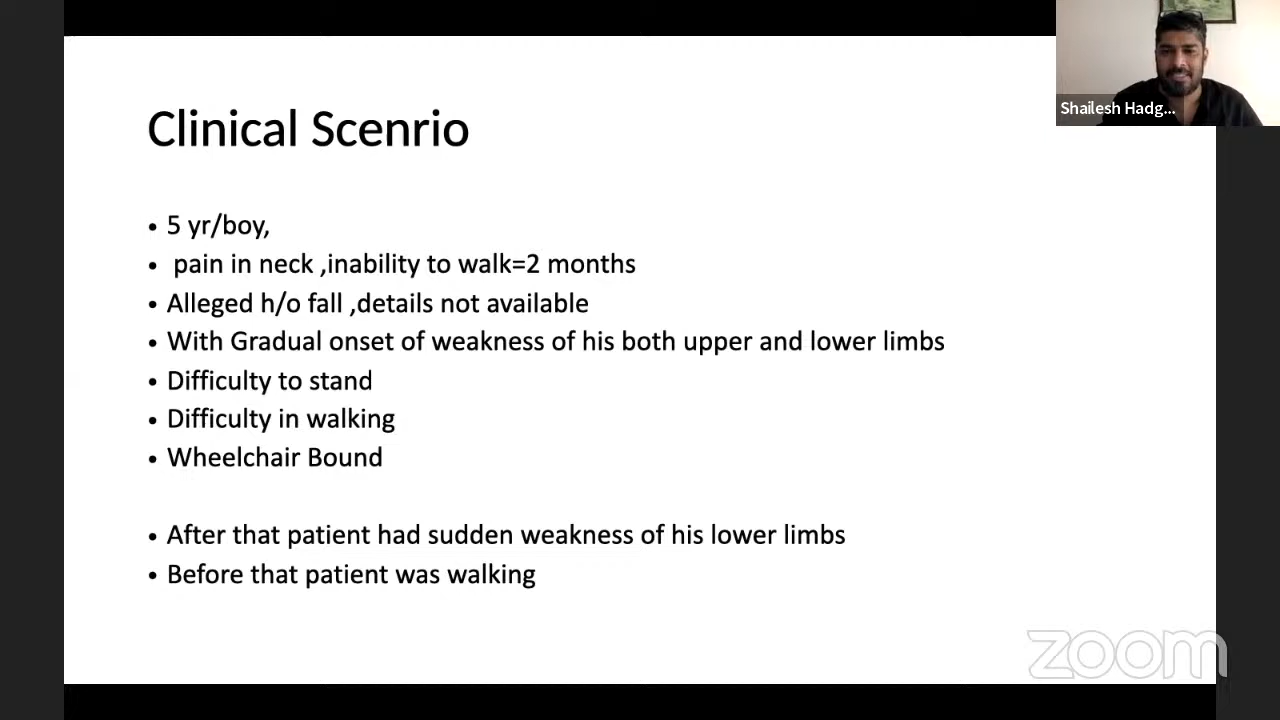 Shailesh Hadg...
Clinical Scenrio
• 5 yr/boy,
• pain in neck ,inability to walk=2 months
• Alleged h/o fall ,details not available
• With Gradual onset of weakness of his both upper and lower limbs
• Difficulty to stand
• Difficulty in walking
• Wheelchair Bound
• After that patient had sudden weakness of his lower limbs
• Before that patient was walking
zoom